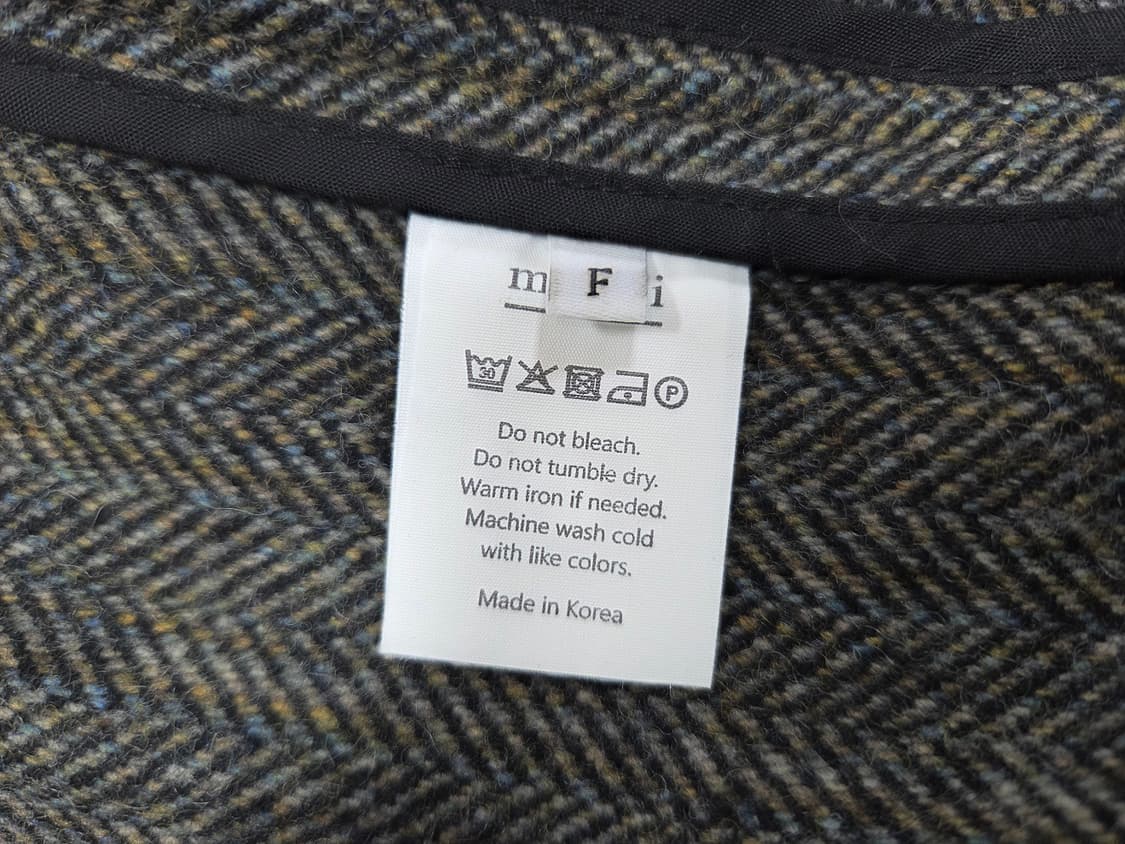 F
30
P
Do not bleach.
Do not tumble dry.
Warm iron if needed.
Machine wash cold
with like colors.
Made in Korea